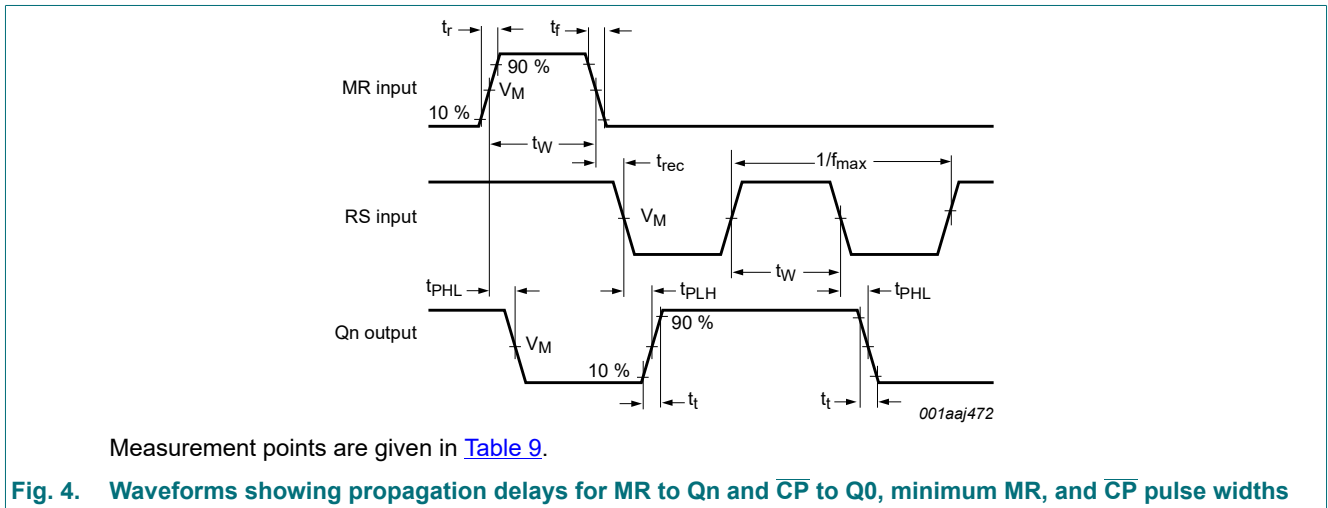 tr tf
90 %
MR input VM
10 %
tW
trec 1/fmax
RS input VM
tW
tPHL tPLH tPHL
90 %
Qn output VM
10 %
tt tt
001aaj472
Measurement points are given in Table 9.
Fig. 4. Waveforms showing propagation delays for MR to Qn and C̅P̅ to Q0, minimum MR, and C̅P̅ pulse widths